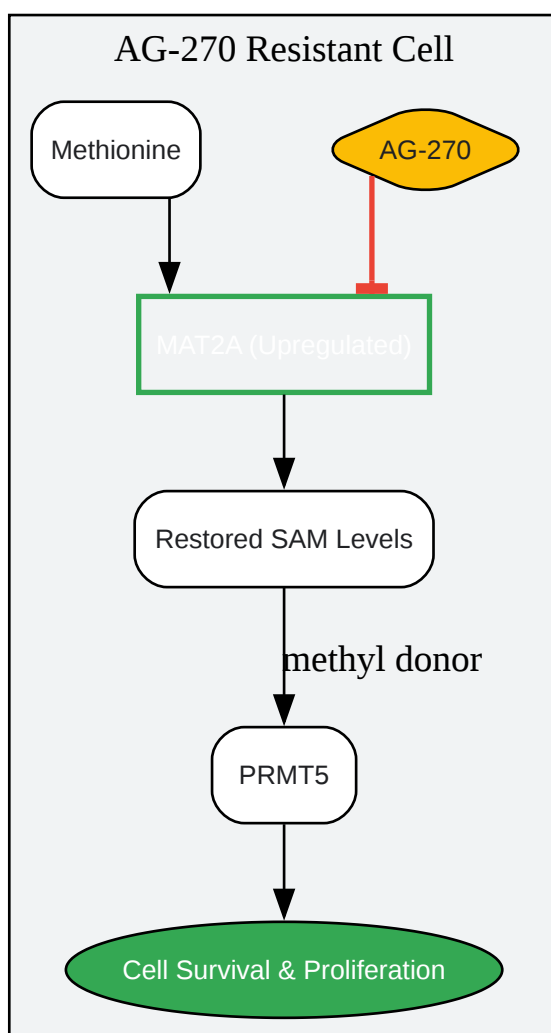 AG-270 Resistant Cell
Methionine
AG-270
MAT2A (Upregulated)
Restored SAM Levels
methyl donor
PRMT5
Cell Survival & Proliferation